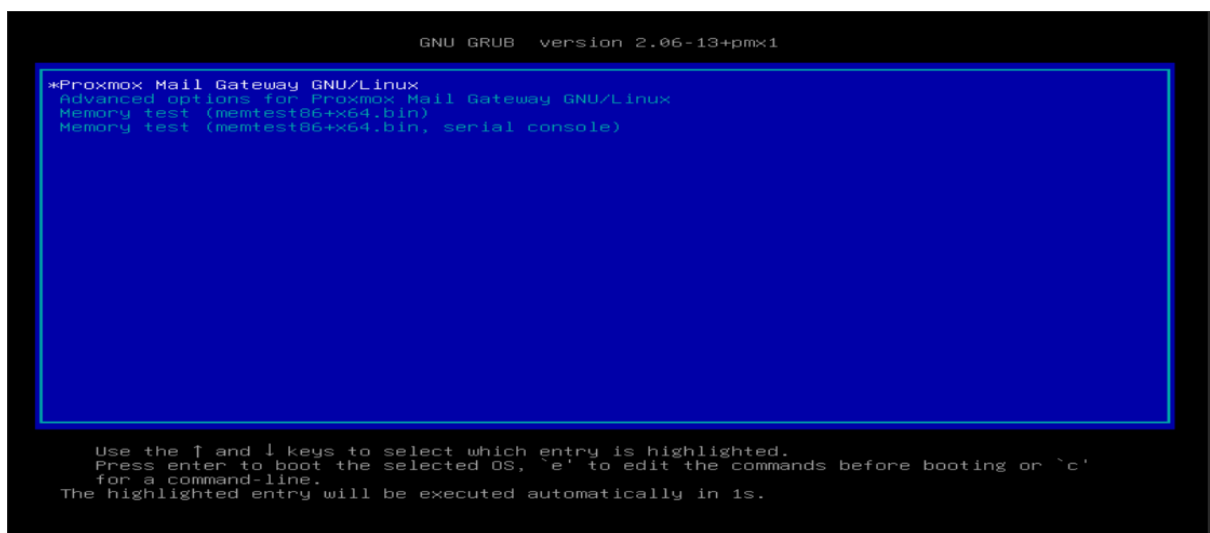 GNU GRUB  version 2.06-13+pmx1
*Proxmox Mail Gateway GNU/Linux
Advanced options for Proxmox Mail Gateway GNU/Linux
Memory test (memtest86+x64.bin)
Memory test (memtest86+x64.bin, serial console)
Use the ↑ and ↓ keys to select which entry is highlighted.
Press enter to boot the selected OS, `e' to edit the commands before booting or `c'
for a command-line.
The highlighted entry will be executed automatically in 1s.